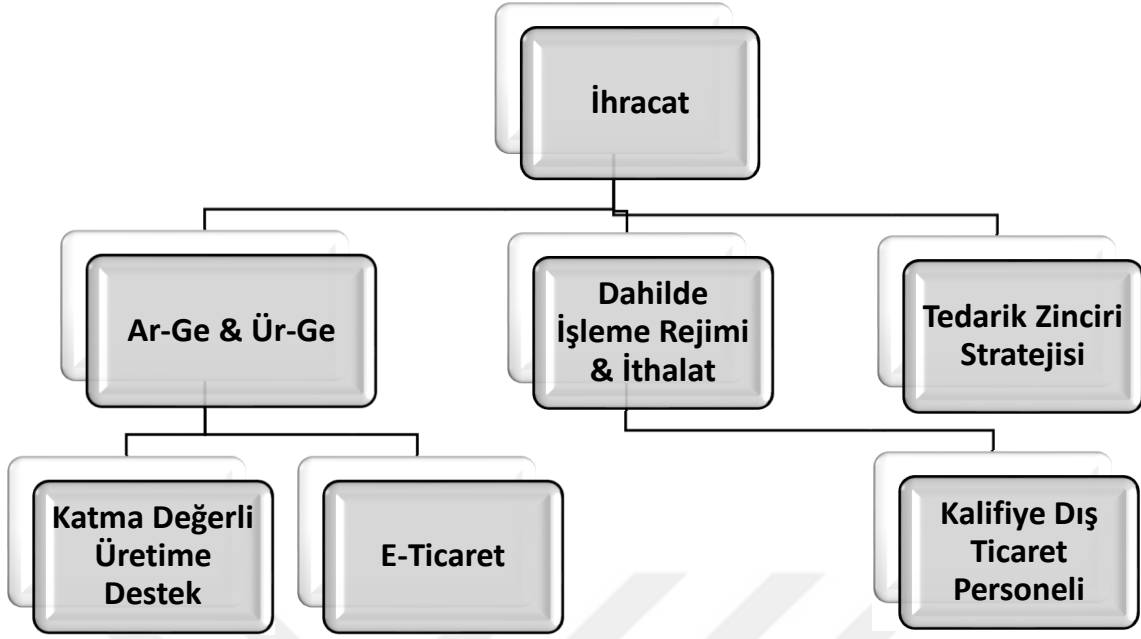 İhracat
Ar-Ge & Ür-Ge
Dahilde
İşleme Rejimi
& İthalat
Tedarik Zinciri
Stratejisi
Katma Değerli
Üretime
Destek
E-Ticaret
Kalifiye Dış
Ticaret
Personeli